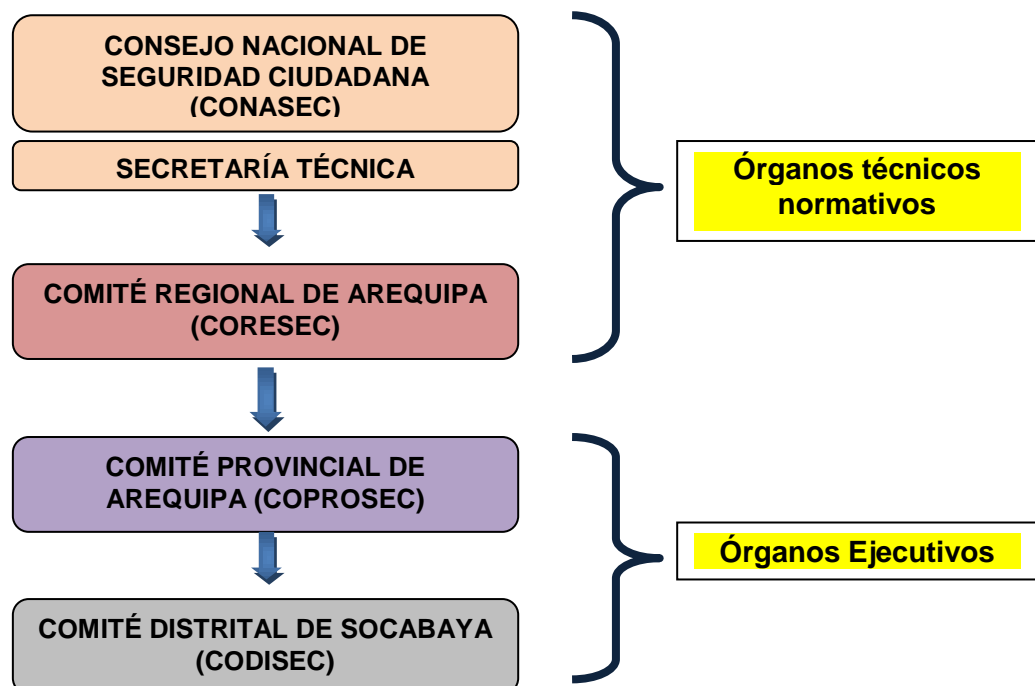 CONSEJO NACIONAL DE
SEGURIDAD CIUDADANA
(CONASEC)
SECRETARÍA TÉCNICA
Órganos técnicos
normativos
COMITÉ REGIONAL DE AREQUIPA
(CORESEC)
COMITÉ PROVINCIAL DE
AREQUIPA (COPROSEC)
Órganos Ejecutivos
COMITÉ DISTRITAL DE SOCABAYA
(CODISEC)